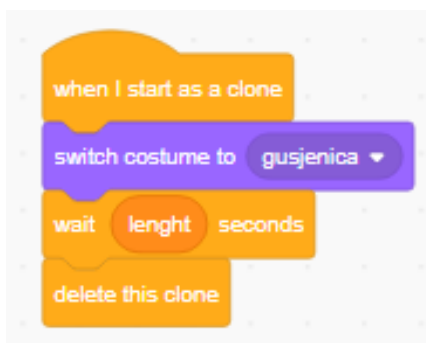 when I start as a clone
switch costume to gusjenica
wait lenght seconds
delete this clone